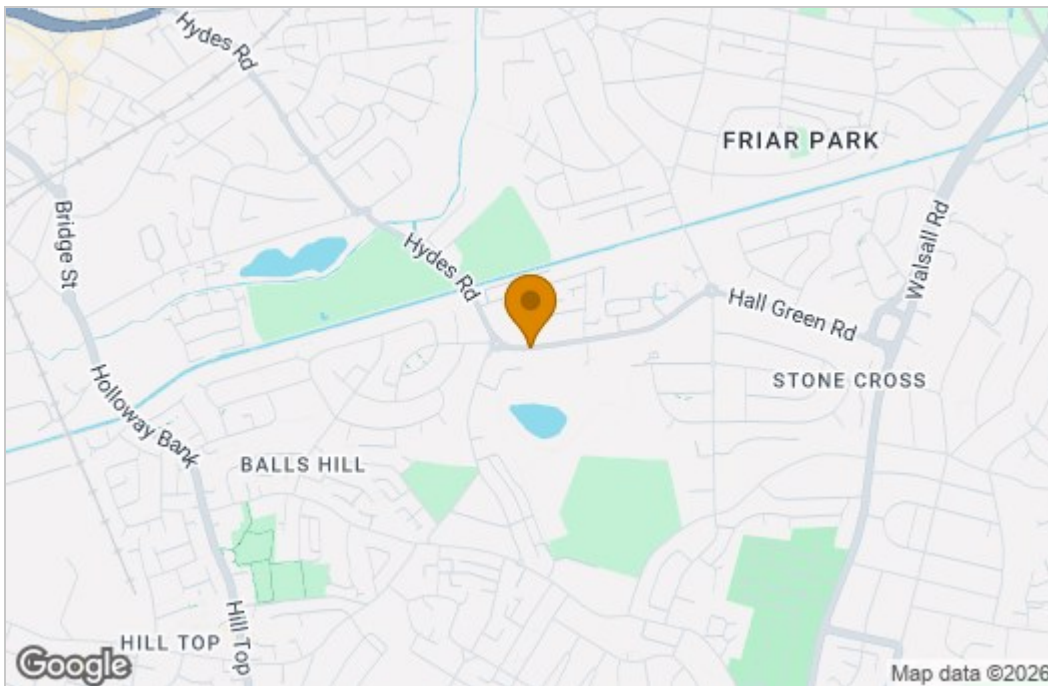 Hydes Rd
FRIAR PARK
Bridge St
Walsall Rd
Hydes Rd
Hall Green Rd
STONE CROSS
Holloway Bank
BALLS HILL
Hill Top
HILL TOP
Google
Map data ©2026